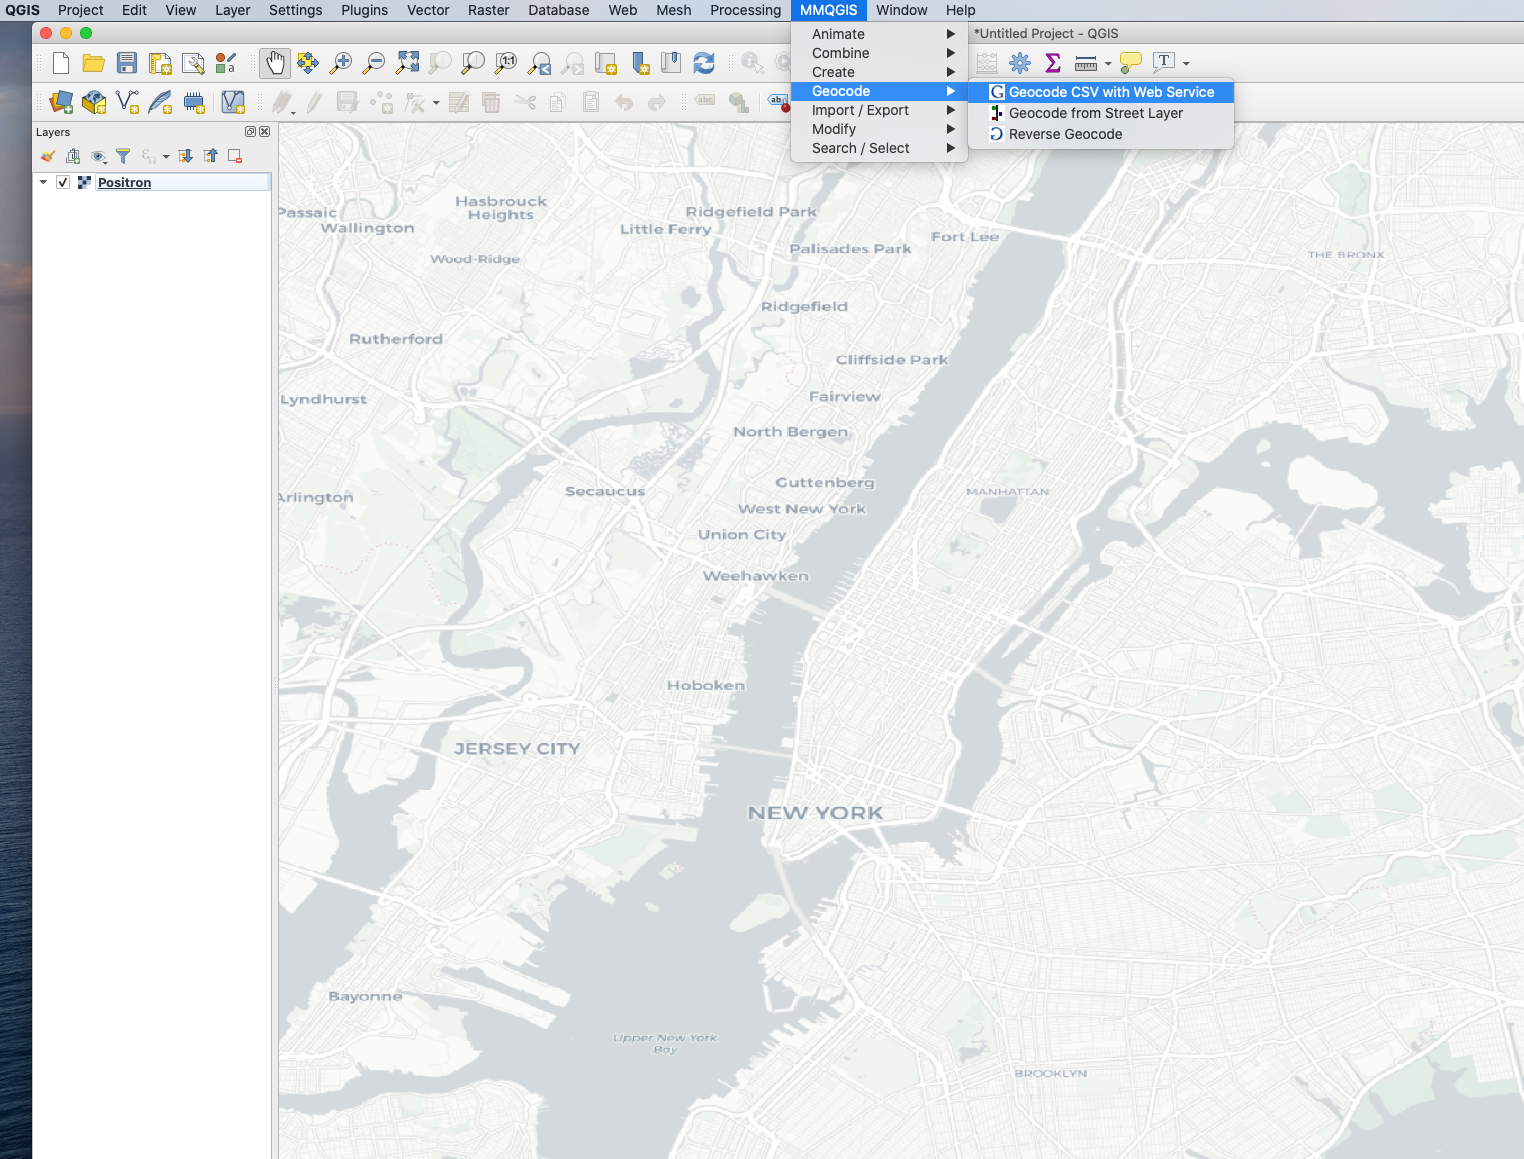 QGIS Project Edit View Layer Settings Plugins Vector Raster Database Web Mesh Processing MMQGIS Window Help
*Untitled Project - QGIS
Animate
Combine
Create
Geocode
Import / Export
Modify
Search / Select
Geocode CSV with Web Service
Geocode from Street Layer
Reverse Geocode
1:1
a
abc
ab
T
Layers
Positron
Passaic
Wallington
Hasbrouck
Heights
Little Ferry
Ridgefield Park
Palisades Park
Fort Lee
THE BRONX
Wood-Ridge
Ridgefield
Rutherford
Cliffside Park
Lyndhurst
Fairview
North Bergen
Guttenberg
Arlington
Secaucus
MANHATTAN
West New York
Union City
Weehawken
Hoboken
JERSEY CITY
NEW YORK
Bayonne
Upper New York
Bay
BROOKLYN